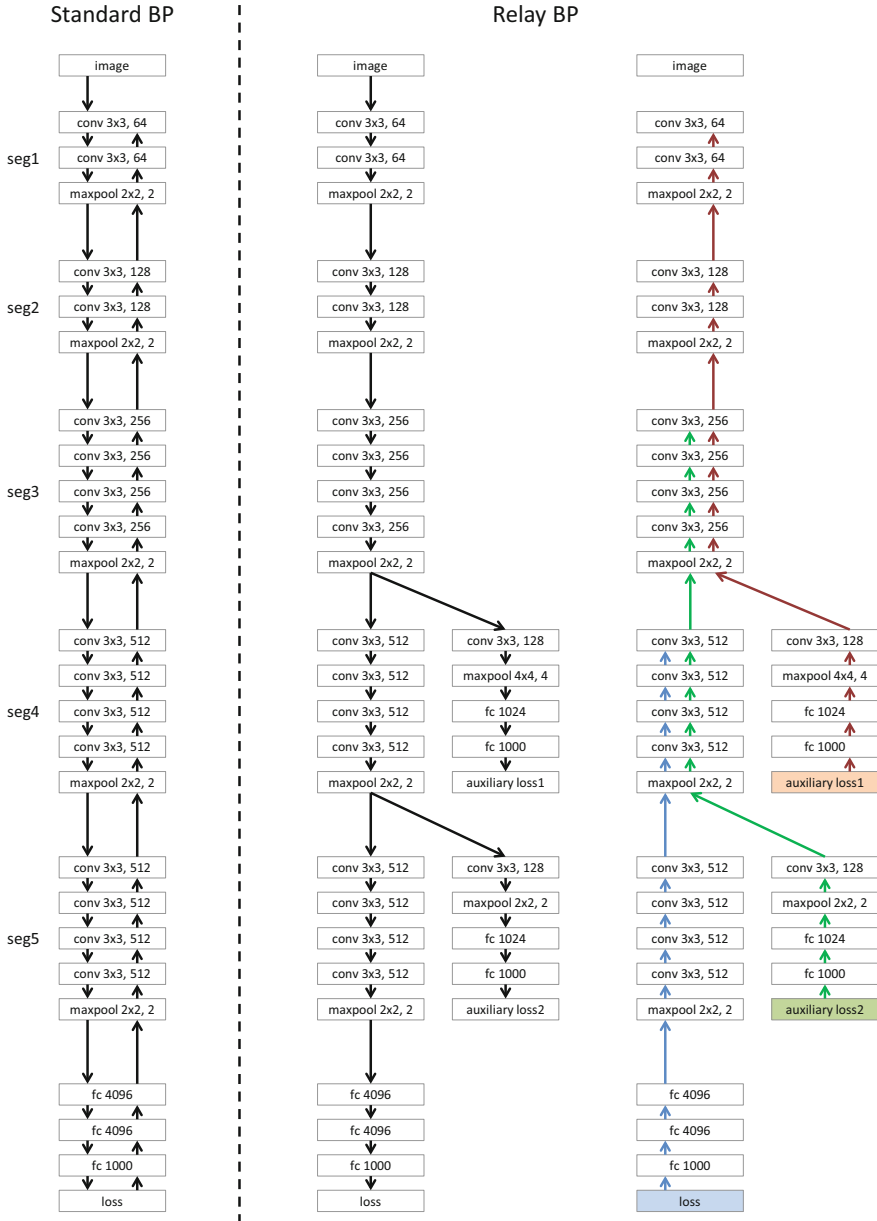 Standard BP
Relay BP
image
conv 3x3, 64
seg1
conv 3x3, 64
maxpool 2x2, 2
conv 3x3, 128
seg2
conv 3x3, 128
maxpool 2x2, 2
conv 3x3, 256
conv 3x3, 256
seg3
conv 3x3, 256
conv 3x3, 256
maxpool 2x2, 2
conv 3x3, 512
conv 3x3, 512
seg4
conv 3x3, 512
conv 3x3, 512
maxpool 2x2, 2
conv 3x3, 512
conv 3x3, 512
seg5
conv 3x3, 512
conv 3x3, 512
maxpool 2x2, 2
fc 4096
fc 4096
fc 1000
loss
image
conv 3x3, 64
conv 3x3, 64
maxpool 2x2, 2
conv 3x3, 128
conv 3x3, 128
maxpool 2x2, 2
conv 3x3, 256
conv 3x3, 256
conv 3x3, 256
conv 3x3, 256
maxpool 2x2, 2
conv 3x3, 512
conv 3x3, 512
conv 3x3, 512
conv 3x3, 512
maxpool 2x2, 2
conv 3x3, 128
maxpool 4x4, 4
fc 1024
fc 1000
auxiliary loss1
conv 3x3, 512
conv 3x3, 512
conv 3x3, 512
conv 3x3, 512
maxpool 2x2, 2
conv 3x3, 128
maxpool 2x2, 2
fc 1024
fc 1000
auxiliary loss2
fc 4096
fc 4096
fc 1000
loss
image
conv 3x3, 64
conv 3x3, 64
maxpool 2x2, 2
conv 3x3, 128
conv 3x3, 128
maxpool 2x2, 2
conv 3x3, 256
conv 3x3, 256
conv 3x3, 256
conv 3x3, 256
maxpool 2x2, 2
conv 3x3, 512
conv 3x3, 512
conv 3x3, 512
conv 3x3, 512
maxpool 2x2, 2
conv 3x3, 128
maxpool 4x4, 4
fc 1024
fc 1000
auxiliary loss1
conv 3x3, 512
conv 3x3, 512
conv 3x3, 512
conv 3x3, 512
maxpool 2x2, 2
conv 3x3, 128
maxpool 2x2, 2
fc 1024
fc 1000
auxiliary loss2
fc 4096
fc 4096
fc 1000
loss